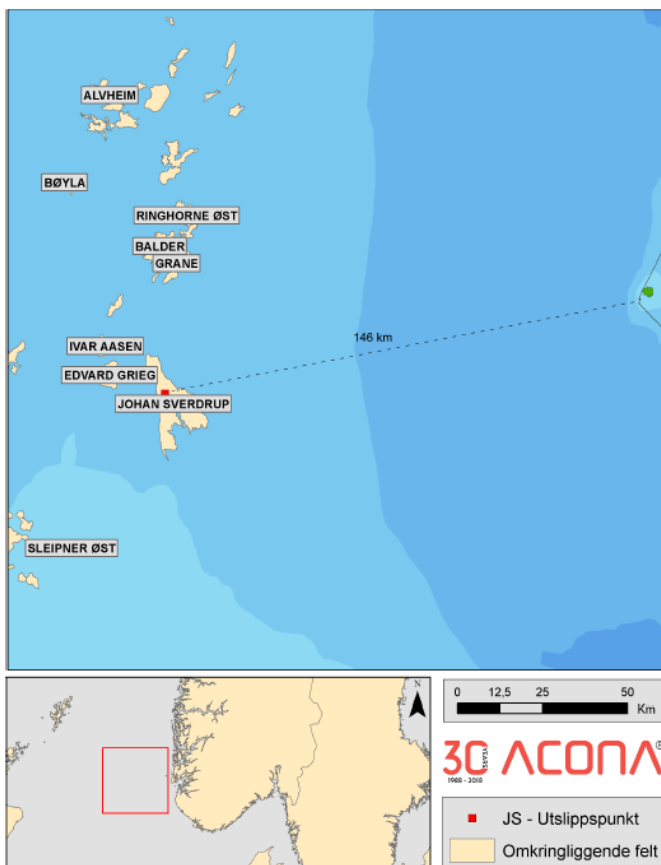 ALVHEIM
BØYLA
RINGHORNE ØST
BALDER
GRANE
146 km
IVAR AASEN
EDVARD GRIEG
JOHAN SVERDRUP
SLEIPNER ØST
N
0 12,5 25 50
Km
30 YEARS ACONA
1988 - 2018
JS - Utslippspunkt
Omkringliggende felt